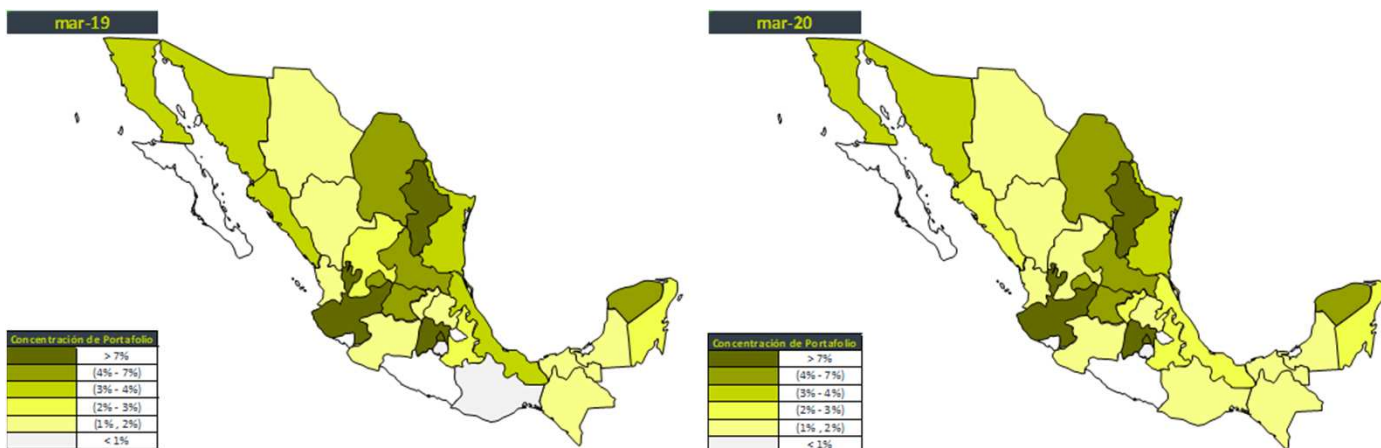 mar-19
mar-20
Concentración de Portafolio
> 7%
(4% - 7%)
(3% - 4%)
(2% - 3%)
(1% , 2%)
< 1%
Concentración de Portafolio
> 7%
(4% - 7%)
(3% - 4%)
(2% - 3%)
(1% , 2%)
< 1%